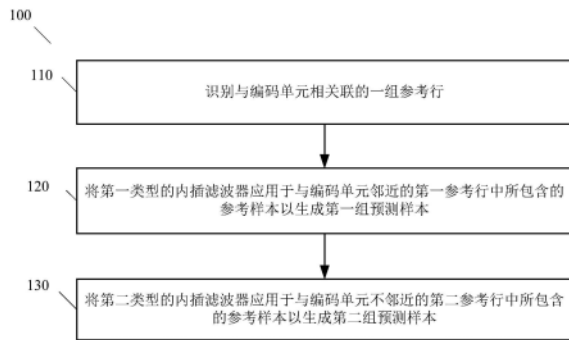 100
110
识别与编码单元相关联的一组参考行
120
将第一类型的内插滤波器应用于与编码单元邻近的第一参考行中所包含的
参考样本以生成第一组预测样本
130
将第二类型的内插滤波器应用于与编码单元不邻近的第二参考行中所包含
的参考样本以生成第二组预测样本